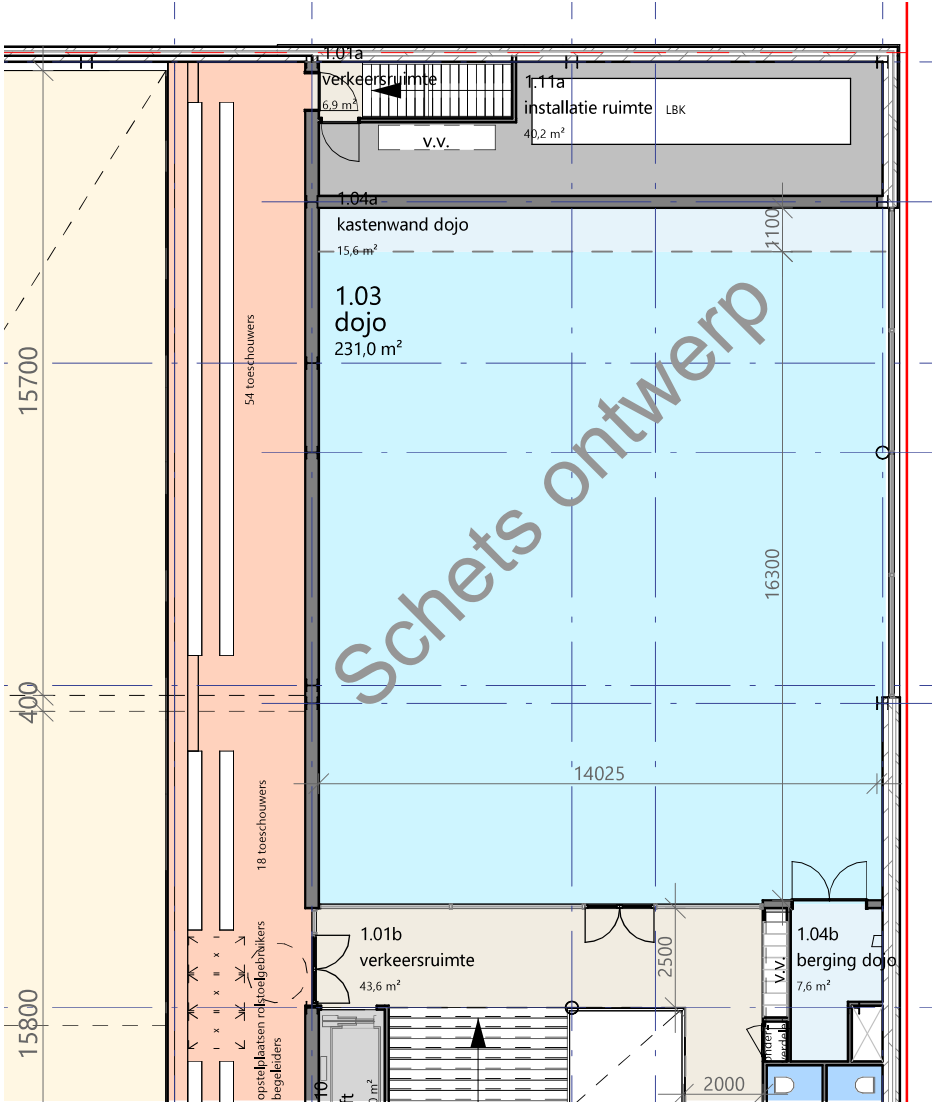 1.01a
verkeersruimte
6,9 m²
1.11a
installatie ruimte LBK
40,2 m²
v.v.
1.04a
kastenwand dojo
15,6 m²
1100
1.03
dojo
231,0 m²
15700
54 toeschouwers
Schets ontwerp
16300
400
14025
18 toeschouwers
1.01b
verkeersruimte
43,6 m²
2500
v.v.
1.04b
berging dojo
7,6 m²
15800
opstelplaatsen rolstoelgebruikers
begeleiders
10.
ft
m²
2000